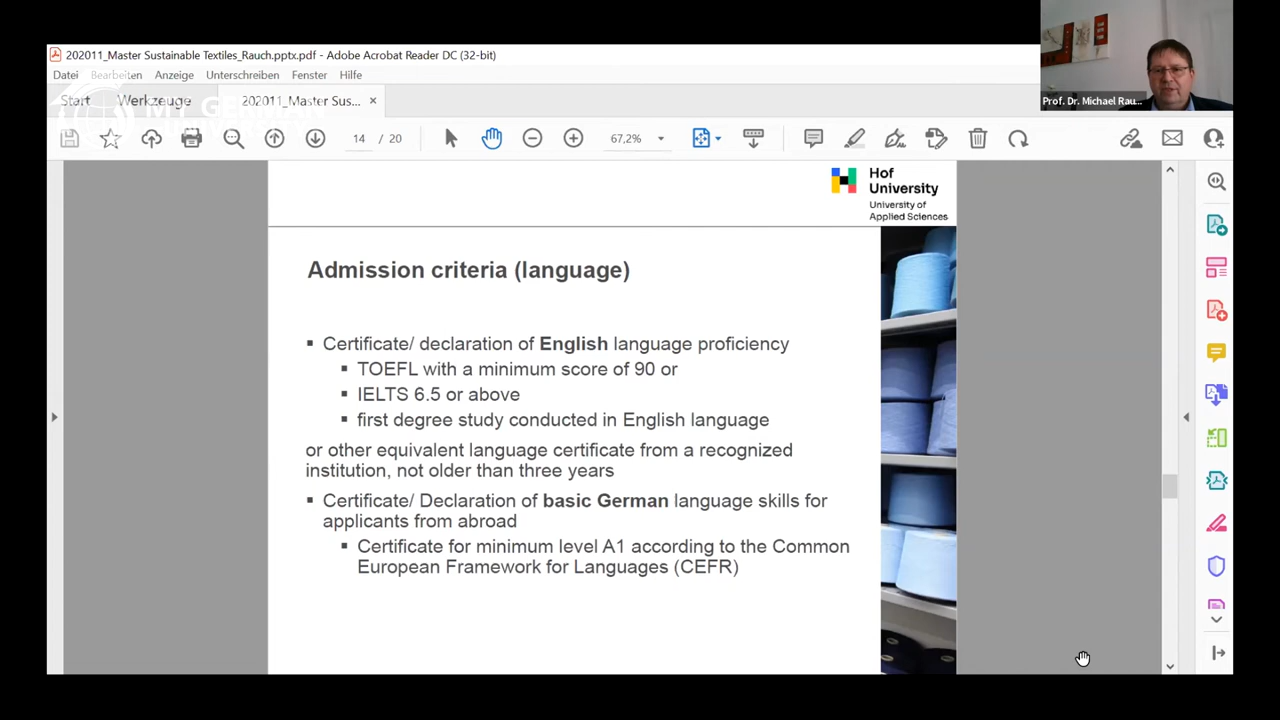 202011_Master Sustainable Textiles_Rauch.pptx.pdf - Adobe Acrobat Reader DC (32-bit)
Datei Bearbeiten Anzeige Unterschreiben Fenster Hilfe
Start Werkzeuge 202011_Master Sus... ×
MY GERMAN
UNIVERSITY
Prof. Dr. Michael Rau...
14 / 20 67,2%
Hof
University
University of
Applied Sciences
Admission criteria (language)
▪ Certificate/ declaration of English language proficiency
▪ TOEFL with a minimum score of 90 or
▪ IELTS 6.5 or above
▪ first degree study conducted in English language
or other equivalent language certificate from a recognized
institution, not older than three years
▪ Certificate/ Declaration of basic German language skills for
applicants from abroad
▪ Certificate for minimum level A1 according to the Common
European Framework for Languages (CEFR)